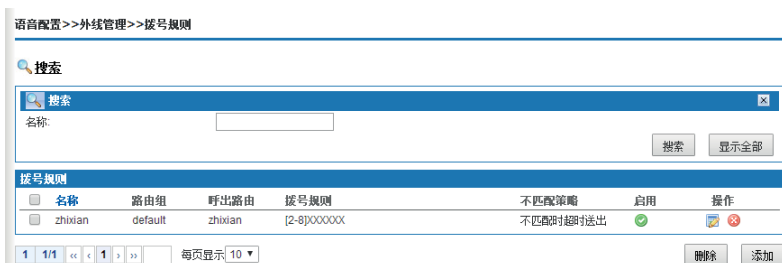 语音配置>>外线管理>>拨号规则
搜索
搜索
名称:
搜索 显示全部
拨号规则
名称 路由组 呼出路由 拨号规则 不匹配策略 启用 操作
zhixian default zhixian [2-8]XXXXXX 不匹配时超时送出
1 1/1 ‹‹ ‹ 1 › ›› 每页显示 10 删除 添加